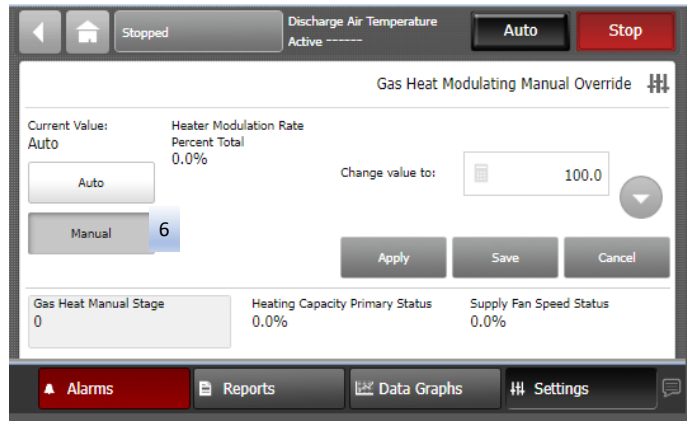 Stopped
Discharge Air Temperature
Active ------
Auto
Stop
Gas Heat Modulating Manual Override
Current Value:
Auto
Heater Modulation Rate
Percent Total
0.0%
Auto
Change value to:
100.0
Manual
6
Apply
Save
Cancel
Gas Heat Manual Stage
0
Heating Capacity Primary Status
0.0%
Supply Fan Speed Status
0.0%
Alarms
Reports
Data Graphs
Settings